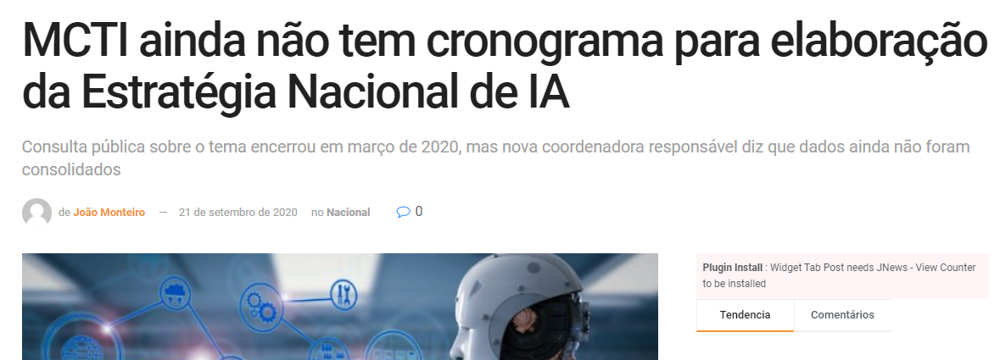 MCTI ainda não tem cronograma para elaboração
da Estratégia Nacional de IA
Consulta pública sobre o tema encerrou em março de 2020, mas nova coordenadora responsável diz que dados ainda não foram
consolidados
de João Monteiro — 21 de setembro de 2020 no Nacional 0
Plugin Install : Widget Tab Post needs JNews - View Counter
to be installed
Tendencia Comentários